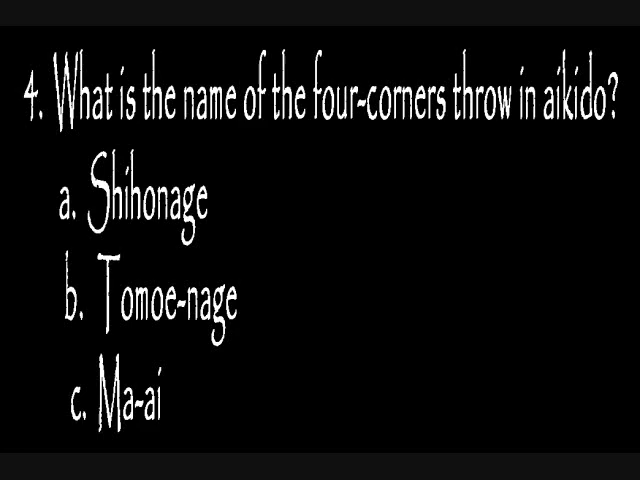 4. What is the name of the four-corners throw in aikido?
a. Shihonage
b. Tomoe-nage
c. Ma-ai